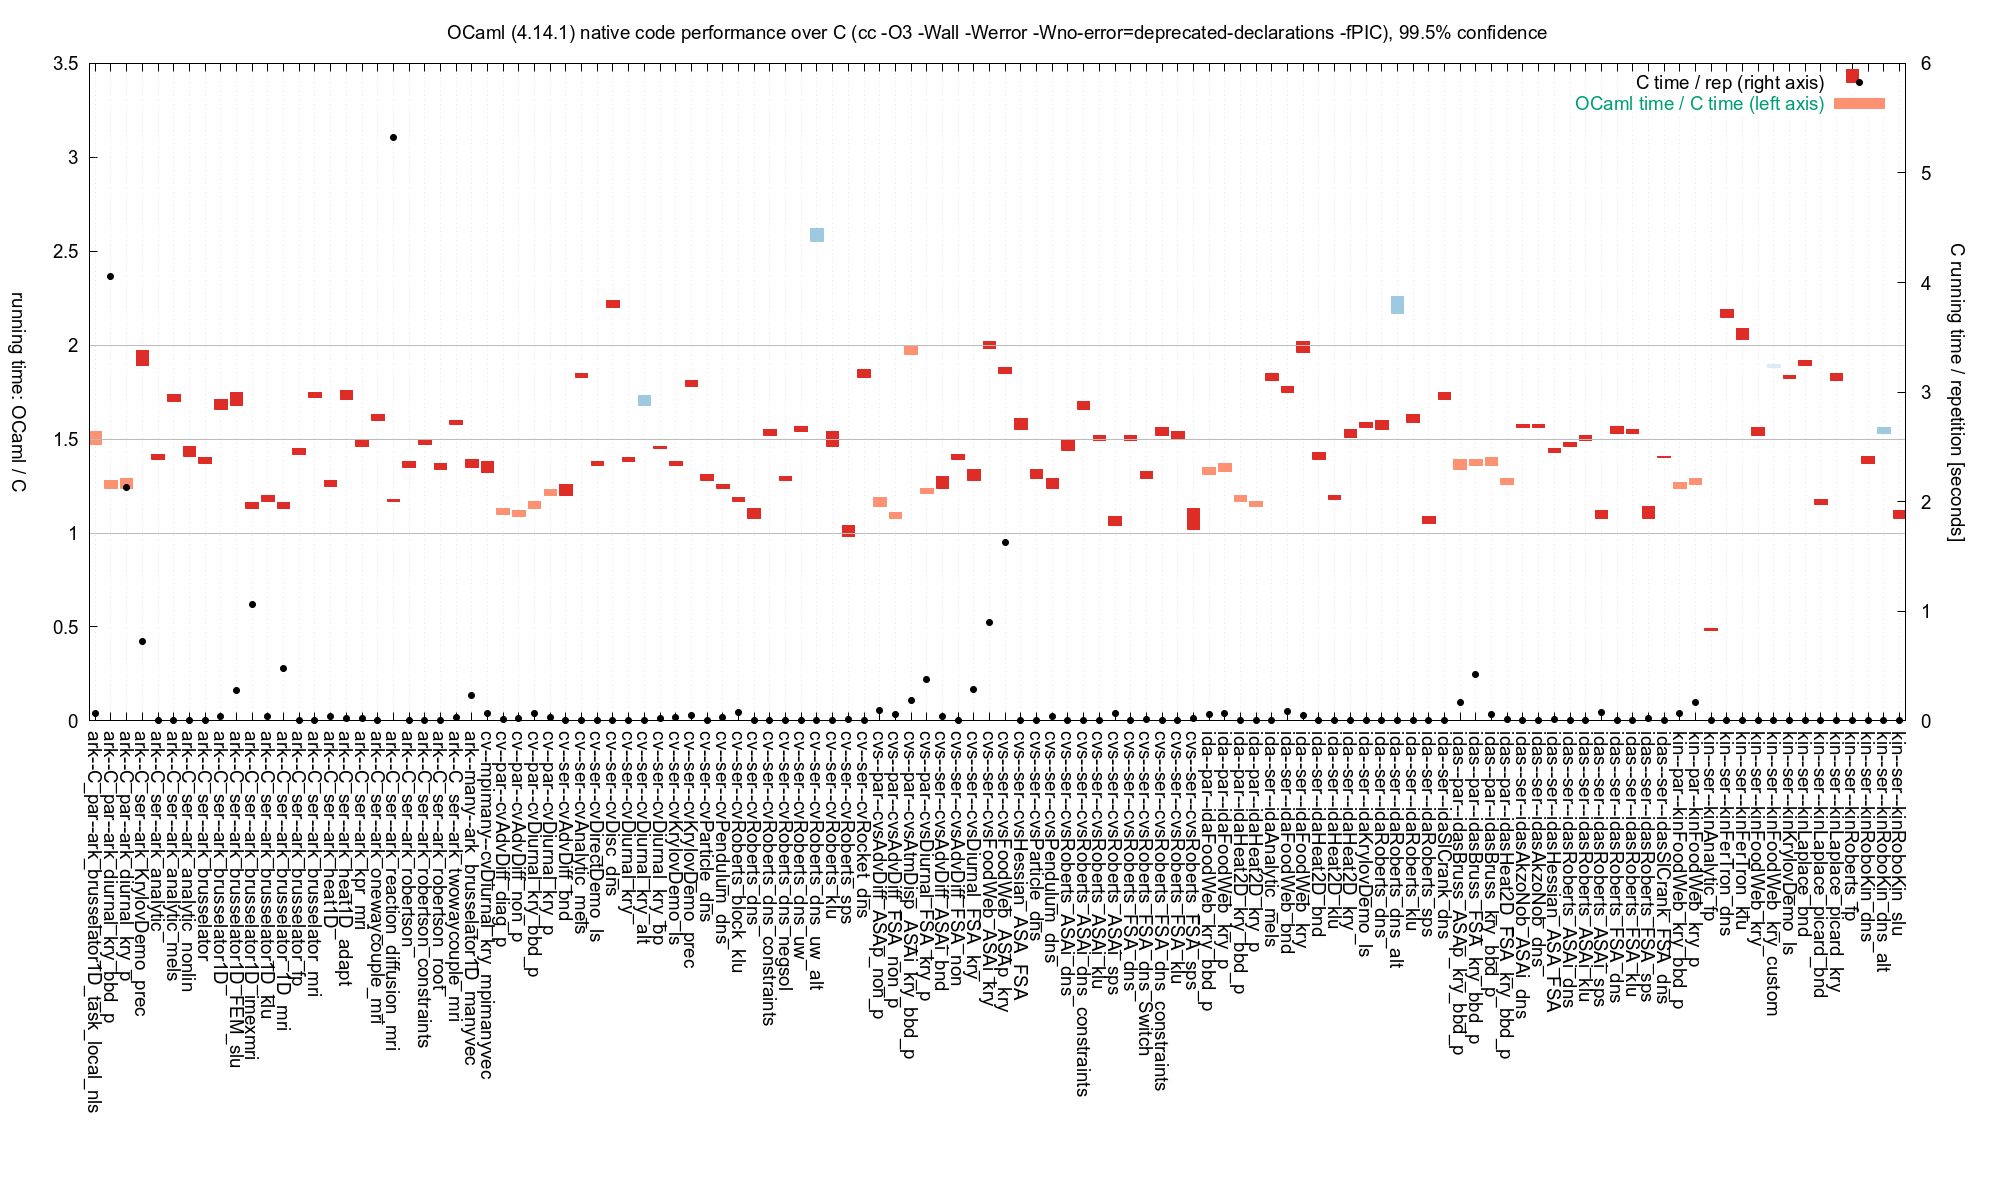 OCaml (4.14.1) native code performance over C (cc -O3 -Wall -Werror -Wno-error=deprecated-declarations -fPIC), 99.5% confidence
C time / rep (right axis)
OCaml time / C time (left axis)
running time: OCaml / C
3.5
3
2.5
2
1.5
1
0.5
0
6
5
4
3
2
1
0
C running time / repetition [seconds]
ark--C_par--ark_brusselator1D_task_local_nls
ark--C_par--ark_diurnal_kry_bbd_p
ark--C_par--ark_diurnal_kry_p
ark--C_ser--ark_KrylovDemo_prec
ark--C_ser--ark_analytic
ark--C_ser--ark_analytic_mels
ark--C_ser--ark_analytic_nonlin
ark--C_ser--ark_brusselator
ark--C_ser--ark_brusselator1D
ark--C_ser--ark_brusselator1D_FEM_slu
ark--C_ser--ark_brusselator1D_imexmri
ark--C_ser--ark_brusselator1D_klu
ark--C_ser--ark_brusselator_1D_mri
ark--C_ser--ark_brusselator_fp
ark--C_ser--ark_brusselator_mri
ark--C_ser--ark_heat1D
ark--C_ser--ark_heat1D_adapt
ark--C_ser--ark_kpr_mri
ark--C_ser--ark_onewaycouple_mri
ark--C_ser--ark_reaction_diffusion_mri
ark--C_ser--ark_robertson
ark--C_ser--ark_robertson_constraints
ark--C_ser--ark_robertson_root
ark--C_ser--ark_twowaycouple_mri
ark--many--ark_brusselator1D_manyvec
cv--mpimany--cvDiurnal_kry_mpimanyvec
cv--par--cvAdvDiff_diag_p
cv--par--cvAdvDiff_non_p
cv--par--cvDiurnal_kry_bbd_p
cv--par--cvDiurnal_kry_p
cv--ser--cvAdvDiff_bnd
cv--ser--cvAnalytic_mels
cv--ser--cvDirectDemo_ls
cv--ser--cvDisc_dns
cv--ser--cvDiurnal_kry
cv--ser--cvDiurnal_kry_alt
cv--ser--cvDiurnal_kry_bp
cv--ser--cvKrylovDemo_ls
cv--ser--cvKrylovDemo_prec
cv--ser--cvParticle_dns
cv--ser--cvPendulum_dns
cv--ser--cvRoberts_block_klu
cv--ser--cvRoberts_dns
cv--ser--cvRoberts_dns_constraints
cv--ser--cvRoberts_dns_negsol
cv--ser--cvRoberts_dns_uw
cv--ser--cvRoberts_dns_uw_alt
cv--ser--cvRoberts_klu
cv--ser--cvRoberts_sps
cv--ser--cvRocket_dns
cvs--par--cvsAdvDiff_ASAp_non_p
cvs--par--cvsAdvDiff_FSA_non_p
cvs--par--cvsAtmDisp_ASAi_kry_bbd_p
cvs--par--cvsDiurnal_FSA_kry_p
cvs--ser--cvsAdvDiff_ASAi_bnd
cvs--ser--cvsAdvDiff_FSA_non
cvs--ser--cvsDiurnal_FSA_kry
cvs--ser--cvsFoodWeb_ASAi_kry
cvs--ser--cvsFoodWeb_ASAp_kry
cvs--ser--cvsHessian_ASA_FSA
cvs--ser--cvsParticle_dns
cvs--ser--cvsPendulum_dns
cvs--ser--cvsRoberts_ASAi_dns
cvs--ser--cvsRoberts_ASAi_dns_constraints
cvs--ser--cvsRoberts_ASAi_klu
cvs--ser--cvsRoberts_ASAi_sps
cvs--ser--cvsRoberts_FSA_dns
cvs--ser--cvsRoberts_FSA_dns_Switch
cvs--ser--cvsRoberts_FSA_dns_constraints
cvs--ser--cvsRoberts_FSA_klu
cvs--ser--cvsRoberts_FSA_sps
ida--par--idaFoodWeb_kry_bbd_p
ida--par--idaFoodWeb_kry_p
ida--par--idaHeat2D_kry_bbd_p
ida--par--idaHeat2D_kry_p
ida--ser--idaAnalytic_mels
ida--ser--idaFoodWeb_bnd
ida--ser--idaFoodWeb_kry
ida--ser--idaHeat2D_bnd
ida--ser--idaHeat2D_klu
ida--ser--idaHeat2D_kry
ida--ser--idaKrylovDemo_ls
ida--ser--idaRoberts_dns
ida--ser--idaRoberts_dns_alt
ida--ser--idaRoberts_klu
ida--ser--idaRoberts_sps
ida--ser--idaSlCrank_dns
idas--par--idasBruss_ASAp_kry_bbd_p
idas--par--idasBruss_FSA_kry_bbd_p
idas--par--idasBruss_kry_bbd_p
idas--par--idasHeat2D_FSA_kry_bbd_p
idas--ser--idasAkzoNob_ASAi_dns
idas--ser--idasAkzoNob_dns
idas--ser--idasHessian_ASA_FSA
idas--ser--idasRoberts_ASAi_dns
idas--ser--idasRoberts_ASAi_klu
idas--ser--idasRoberts_ASAi_sps
idas--ser--idasRoberts_FSA_dns
idas--ser--idasRoberts_FSA_klu
idas--ser--idasRoberts_FSA_sps
idas--ser--idasSlCrank_FSA_dns
kin--par--kinFoodWeb_kry_bbd_p
kin--par--kinFoodWeb_kry_p
kin--ser--kinAnalytic_fp
kin--ser--kinFerTron_dns
kin--ser--kinFerTron_klu
kin--ser--kinFoodWeb_kry
kin--ser--kinFoodWeb_kry_custom
kin--ser--kinKrylovDemo_ls
kin--ser--kinLaplace_bnd
kin--ser--kinLaplace_picard_bnd
kin--ser--kinLaplace_picard_kry
kin--ser--kinRoberts_fp
kin--ser--kinRoboKin_dns
kin--ser--kinRoboKin_dns_alt
kin--ser--kinRoboKin_slu